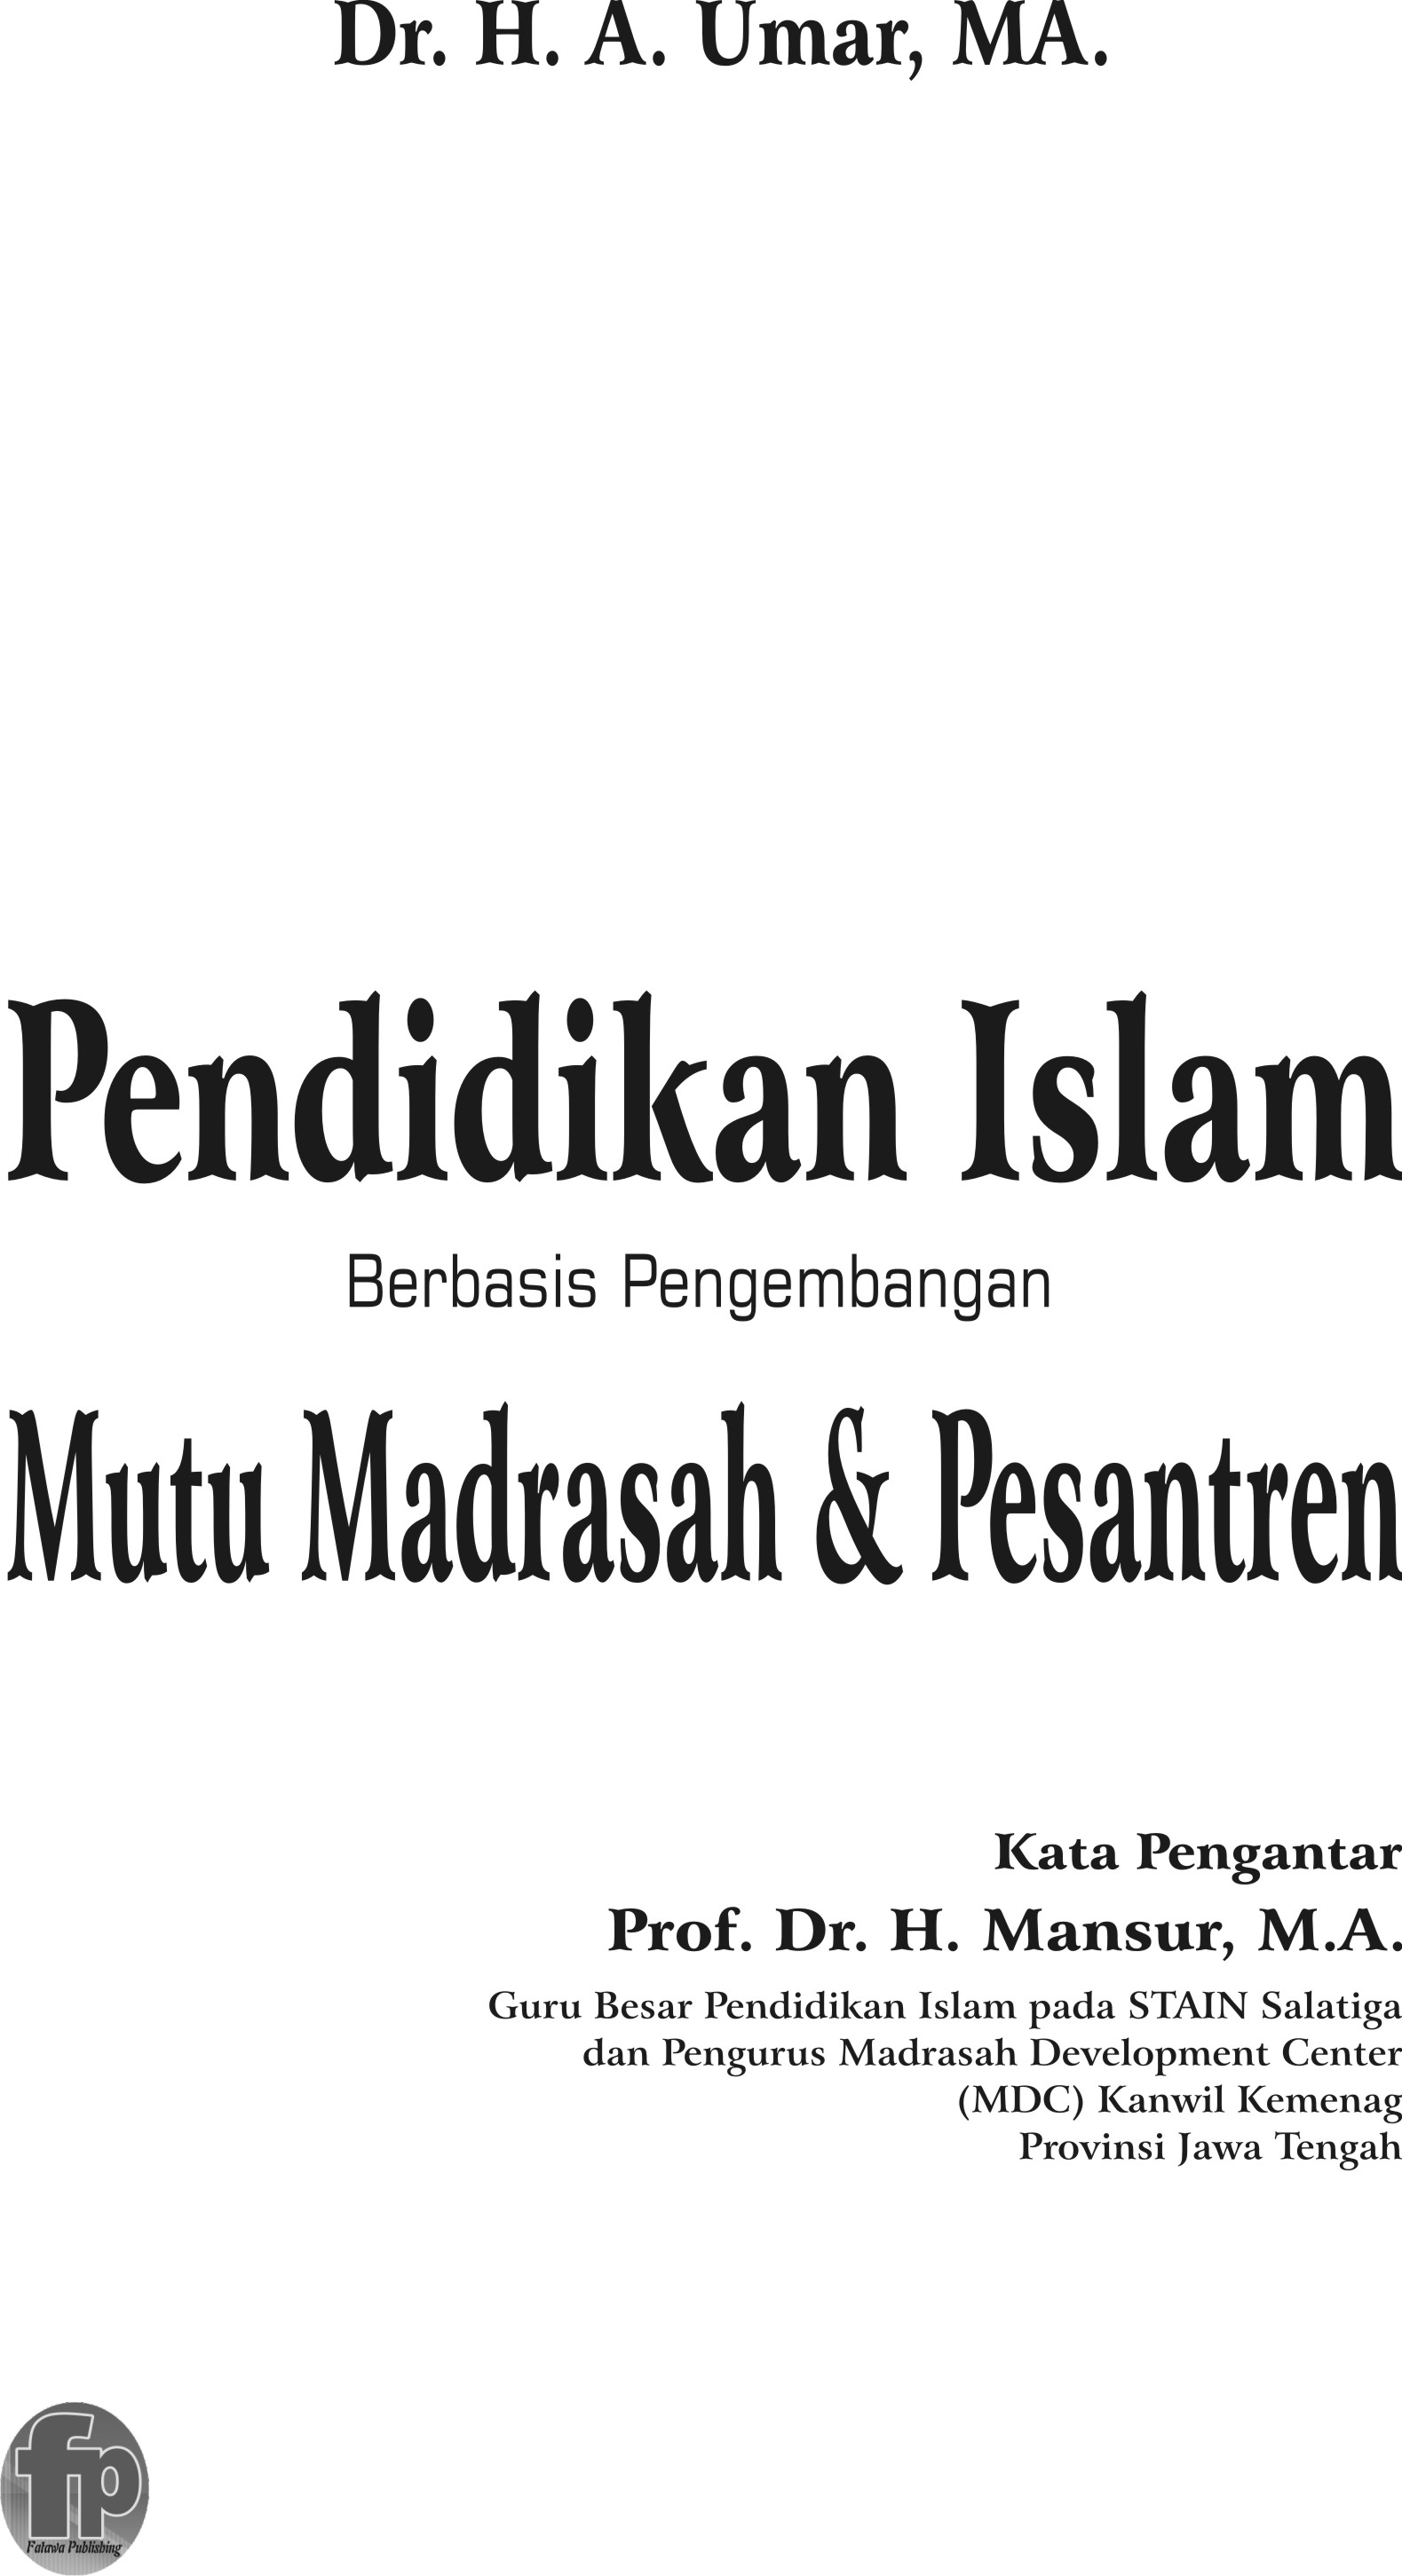 Dr. H. A. Umar, MA.
Pendidikan Islam
Berbasis Pengembangan
Mutu Madrasah & Pesantren
Kata Pengantar
Prof. Dr. H. Mansur, M.A.
Guru Besar Pendidikan Islam pada STAIN Salatiga
dan Pengurus Madrasah Development Center
(MDC) Kanwil Kemenag
Provinsi Jawa Tengah
fp
Fatawa Publishing